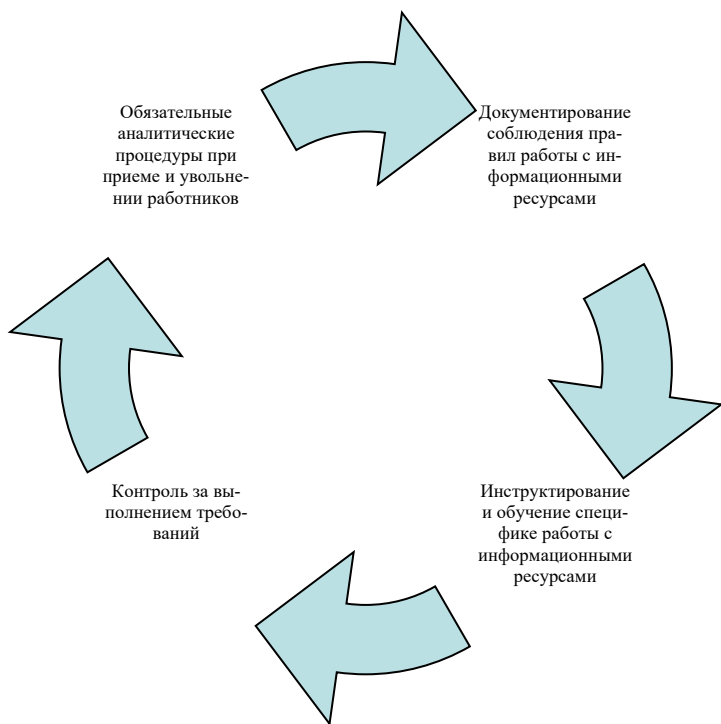 Обязательные
аналитические
процедуры при
приеме и увольне-
нии работников
Документирование
соблюдения пра-
вил работы с ин-
формационными
ресурсами
Инструктирование
и обучение специ-
фике работы с
информационными
ресурсами
Контроль за вы-
полнением требо-
ваний